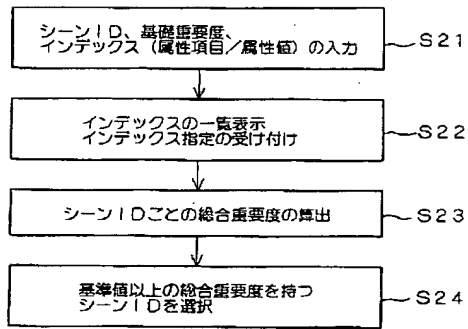 シーンID、基礎重要度、
インデックス(属性項目/属性値)の入力
S21
インデックスの一覧表示
インデックス指定の受け付け
S22
シーンIDごとの総合重要度の算出
S23
基準値以上の総合重要度を持つ
シーンIDを選択
S24